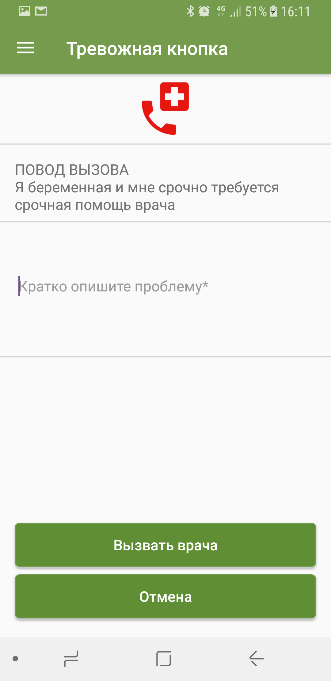 4G 51% 16:11
Тревожная кнопка
ПОВОД ВЫЗОВА
Я беременная и мне срочно требуется
срочная помощь врача
Кратко опишите проблему*
Вызвать врача
Отмена